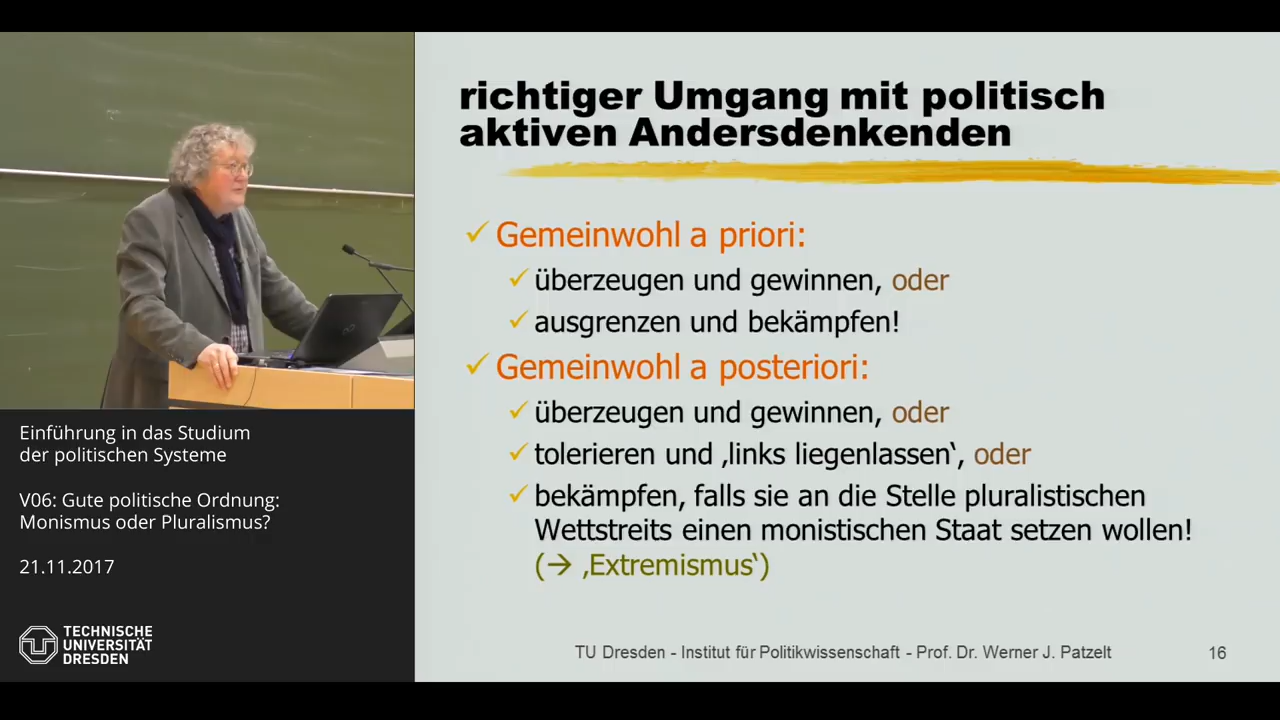 richtiger Umgang mit politisch
aktiven Andersdenkenden
✓ Gemeinwohl a priori:
✓ überzeugen und gewinnen, oder
✓ ausgrenzen und bekämpfen!
✓ Gemeinwohl a posteriori:
✓ überzeugen und gewinnen, oder
✓ tolerieren und ‚links liegenlassen‘, oder
✓ bekämpfen, falls sie an die Stelle pluralistischen
Wettstreits einen monistischen Staat setzen wollen!
(→ ‚Extremismus‘)
TU Dresden - Institut für Politikwissenschaft - Prof. Dr. Werner J. Patzelt
16
Einführung in das Studium
der politischen Systeme
V06: Gute politische Ordnung:
Monismus oder Pluralismus?
21.11.2017
TECHNISCHE
UNIVERSITÄT
DRESDEN